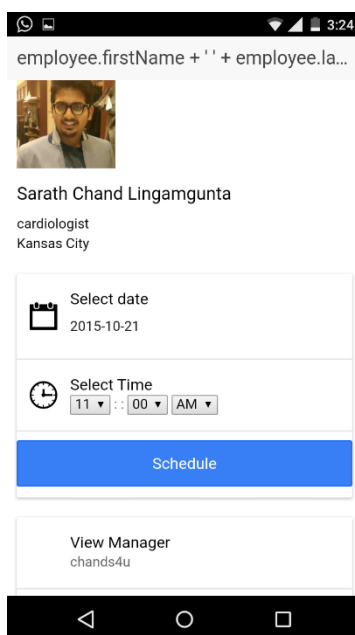 3:24
employee.firstName + ' ' + employee.la...
Sarath Chand Lingamgunta
cardiologist
Kansas City
Select date
2015-10-21
Select Time
11 : : 00 AM
Schedule
View Manager
chands4u